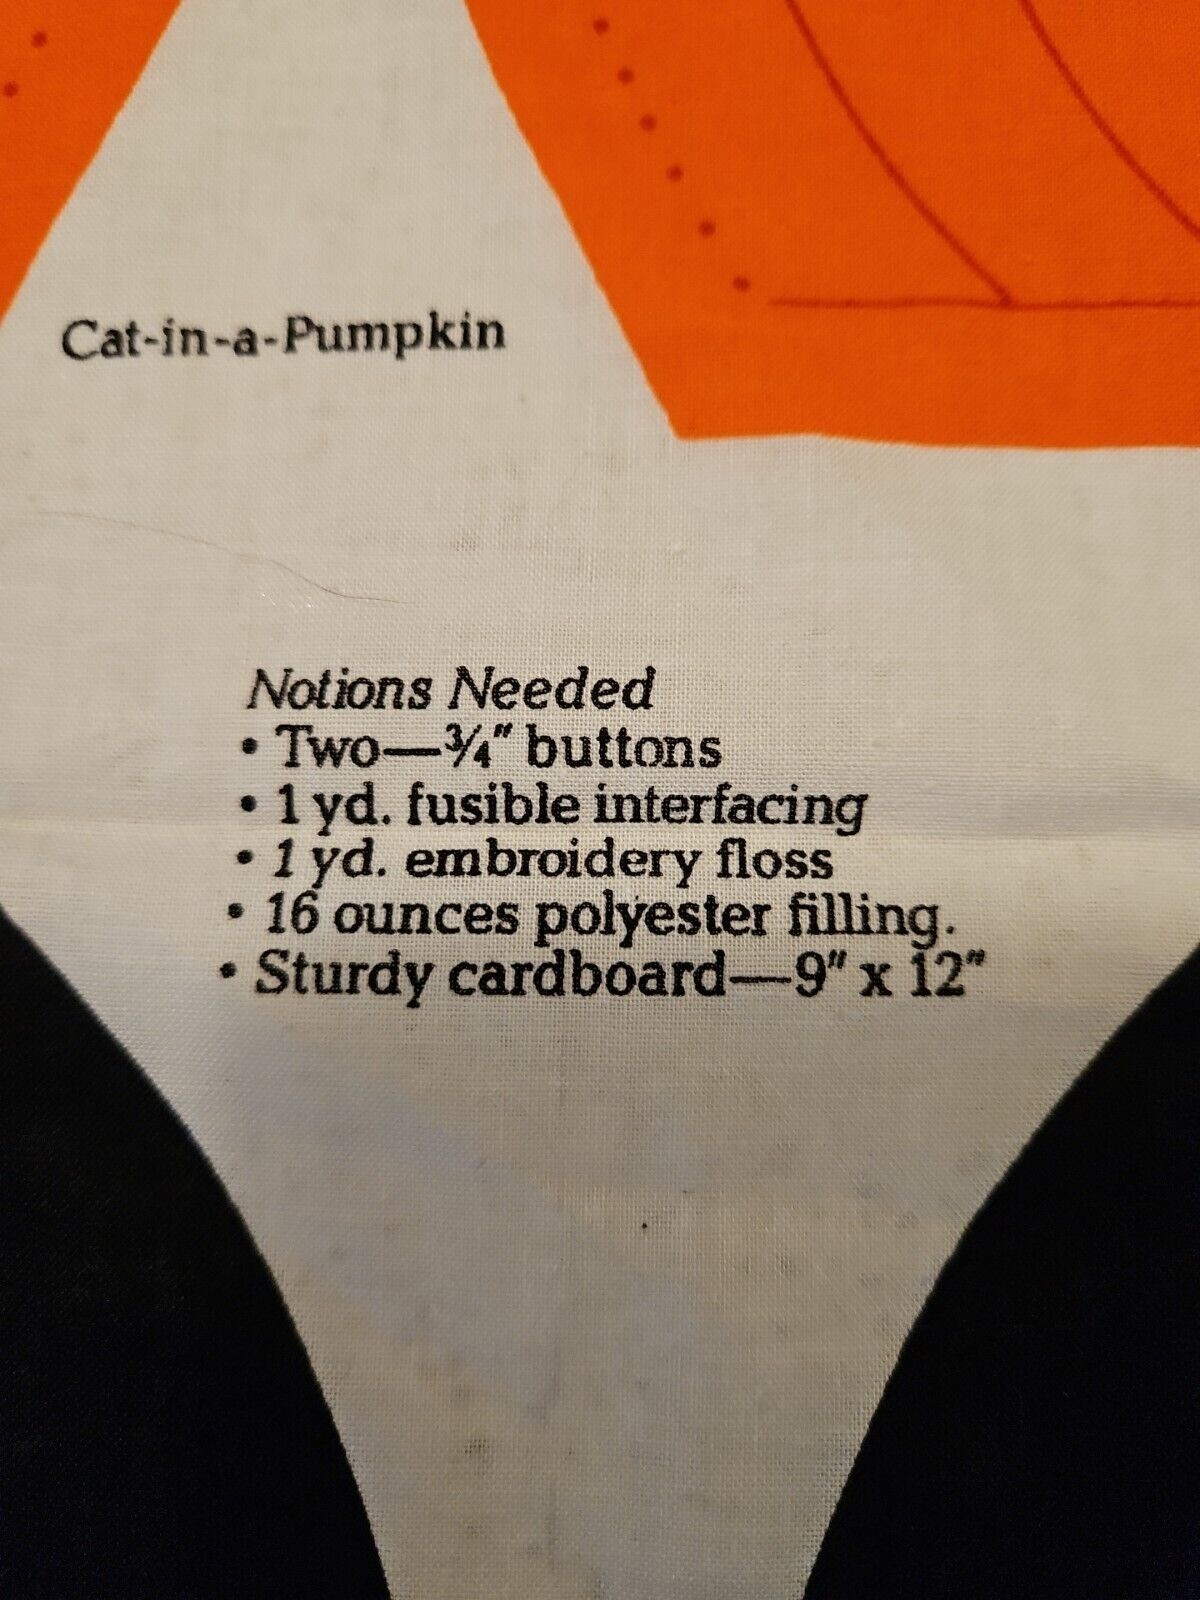 Cat-in-a-Pumpkin
Notions Needed
• Two—¾" buttons
• 1 yd. fusible interfacing
• 1 yd. embroidery floss
• 16 ounces polyester filling.
• Sturdy cardboard—9" x 12"